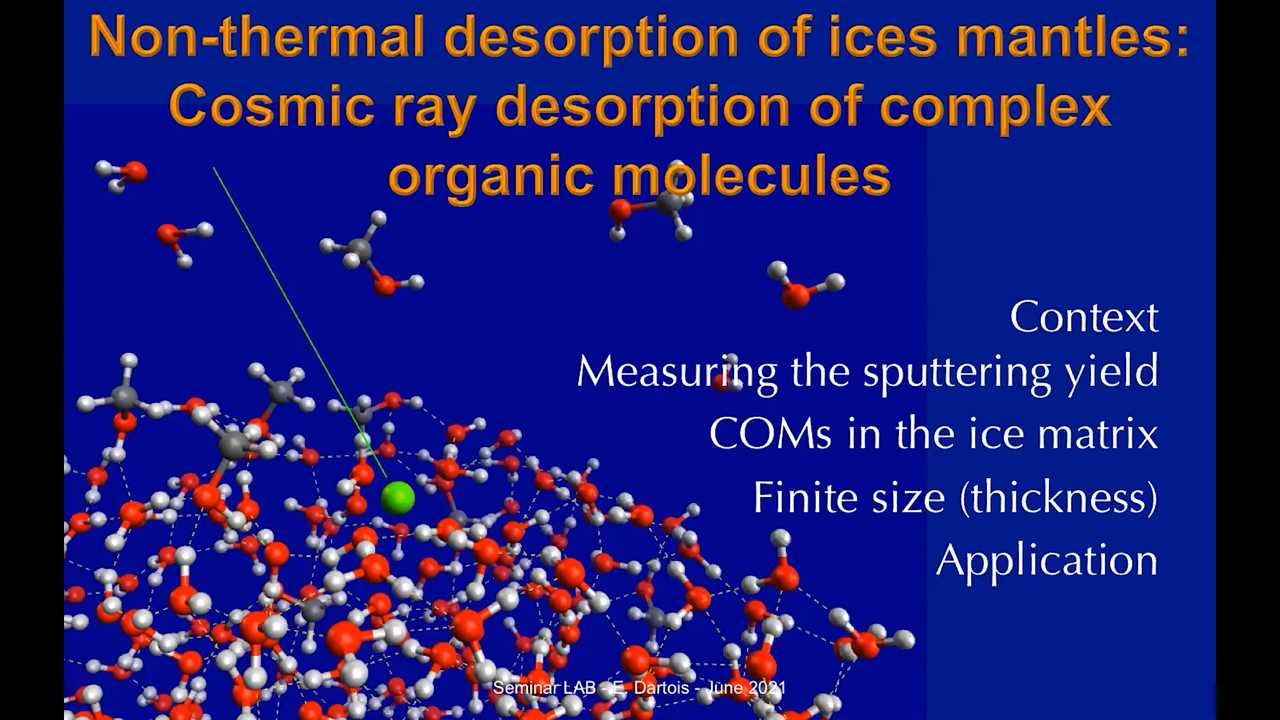 Non-thermal desorption of ices mantles:
Cosmic ray desorption of complex
organic molecules
Context
Measuring the sputtering yield
COMs in the ice matrix
Finite size (thickness)
Application
Seminar LAB - E. Dartois - June 2021